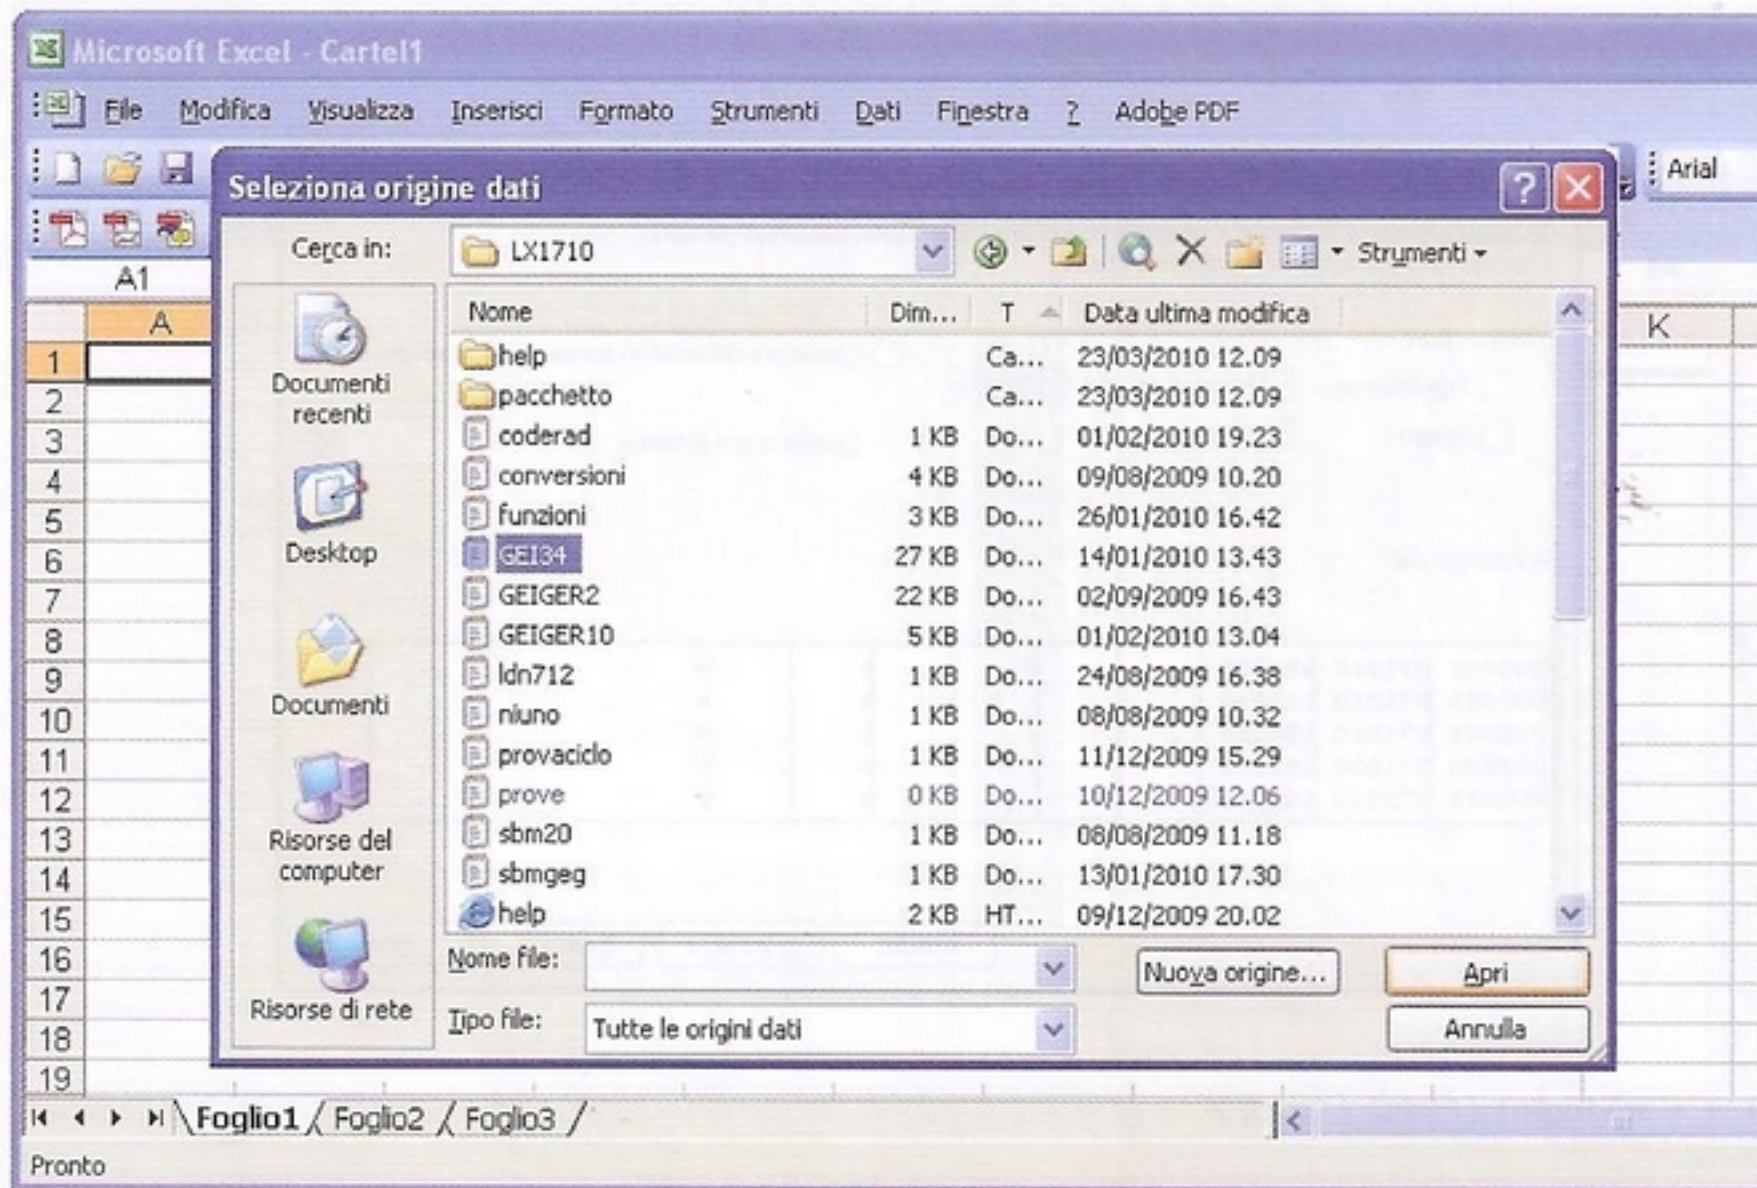 Microsoft Excel - Cartel1
File Modifica Visualizza Inserisci Formato Strumenti Dati Finestra ? Adobe PDF
Arial
Seleziona origine dati
Cerca in: LX1710 Strumenti
A1
A K
Nome Dim... T Data ultima modifica
help Ca... 23/03/2010 12.09
pacchetto Ca... 23/03/2010 12.09
coderad 1 KB Do... 01/02/2010 19.23
conversioni 4 KB Do... 09/08/2009 10.20
funzioni 3 KB Do... 26/01/2010 16.42
GEI34 27 KB Do... 14/01/2010 13.43
GEIGER2 22 KB Do... 02/09/2009 16.43
GEIGER10 5 KB Do... 01/02/2010 13.04
ldn712 1 KB Do... 24/08/2009 16.38
niuno 1 KB Do... 08/08/2009 10.32
provaciclo 1 KB Do... 11/12/2009 15.29
prove 0 KB Do... 10/12/2009 12.06
sbm20 1 KB Do... 08/08/2009 11.18
sbmgeg 1 KB Do... 13/01/2010 17.30
help 2 KB HT... 09/12/2009 20.02
Documenti
recenti
Desktop
Documenti
Risorse del
computer
Risorse di rete
Nome file: Nuova origine... Apri
Tipo file: Tutte le origini dati Annulla
1
2
3
4
5
6
7
8
9
10
11
12
13
14
15
16
17
18
19
Foglio1 / Foglio2 / Foglio3 /
Pronto